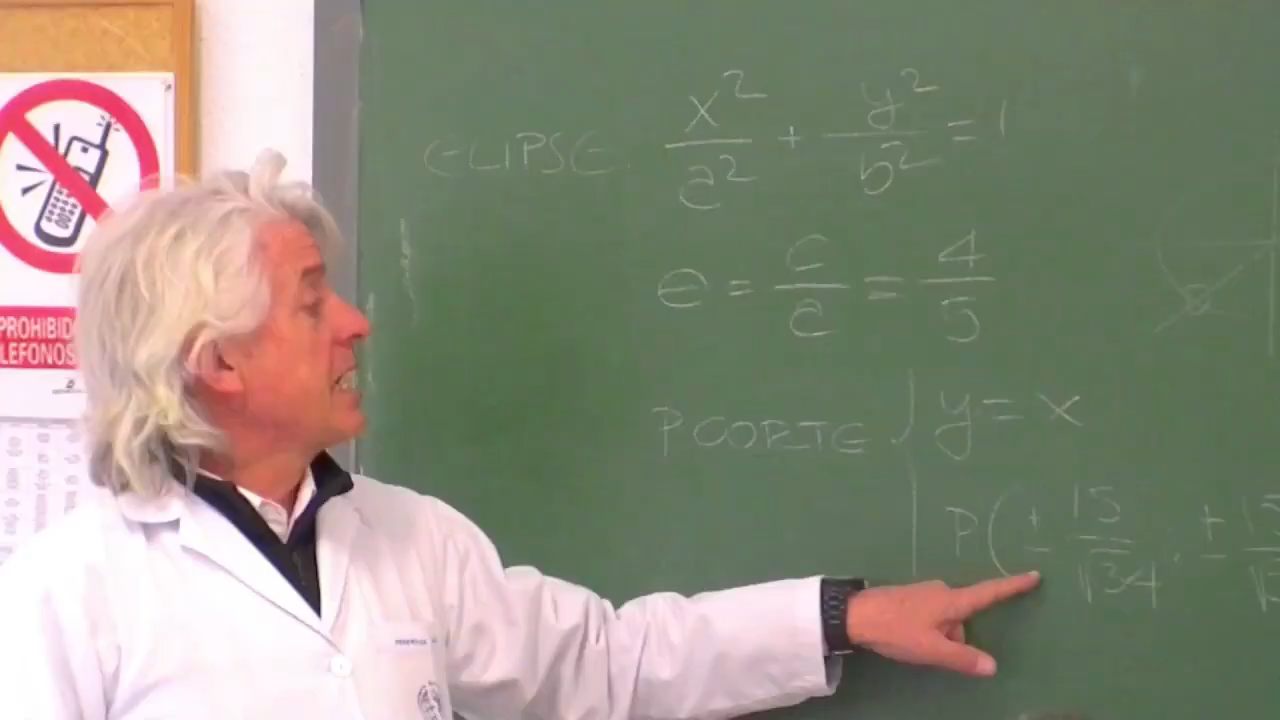 PROHIBID
LEFONOS
ELIPSE x²/a² + y²/b² = 1
e = c/a = 4/5
P CORTE { y = x
P(± 15/√34, ±